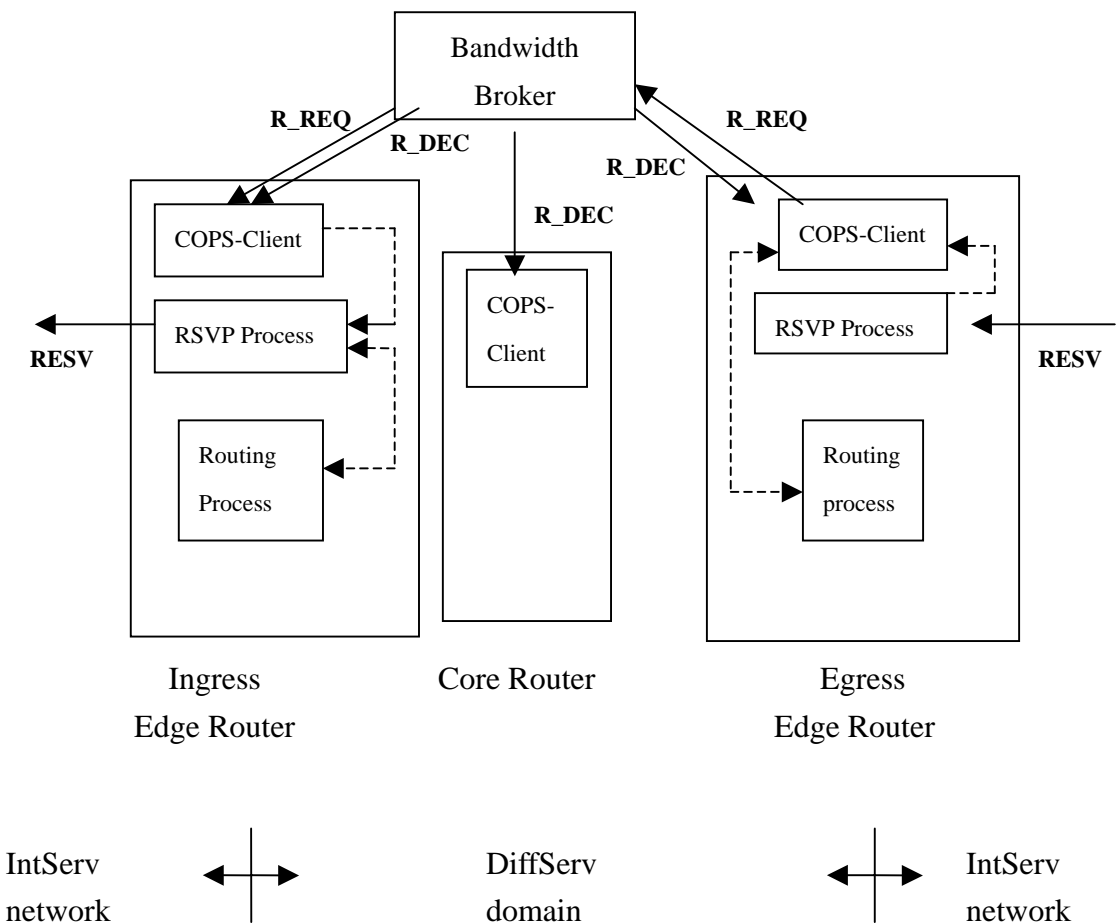 Bandwidth
Broker
R_REQ
R_DEC
R_REQ
R_DEC
R_DEC
COPS-Client
RSVP Process
Routing
Process
RESV
COPS-
Client
COPS-Client
RSVP Process
Routing
process
RESV
Ingress
Edge Router
Core Router
Egress
Edge Router
IntServ
network
DiffServ
domain
IntServ
network